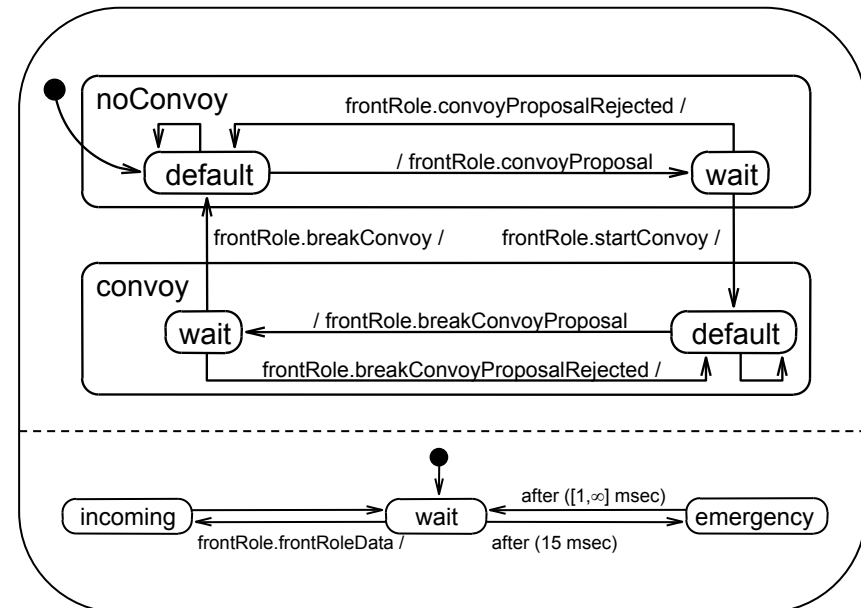 noConvoy
frontRole.convoyProposalRejected /
default
/ frontRole.convoyProposal
wait
frontRole.breakConvoy /
frontRole.startConvoy /
convoy
wait
/ frontRole.breakConvoyProposal
default
frontRole.breakConvoyProposalRejected /
incoming
wait
after ([1,∞] msec)
emergency
frontRole.frontRoleData /
after (15 msec)